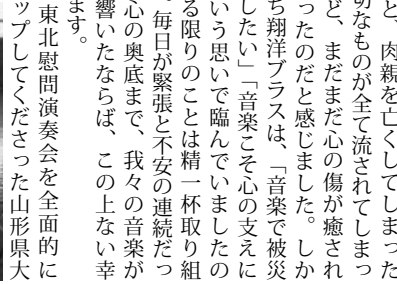 と、肉親を亡くしてしまった
切なものが全て流されてしまっ
ど、まだまだ心の傷が癒され
ったのだと感じました。しか
ち翔洋ブラスは、「音楽で被災
したい」「音楽こそ心の支えに
いう思いで臨んでいましたの
る限りのことは精一杯取り組
。毎日が緊張と不安の連続だっ
心の奥底まで、我々の音楽が
響いたならば、この上ない幸
ます。
東北慰問演奏会を全面的に
ップしてくださった山形県大